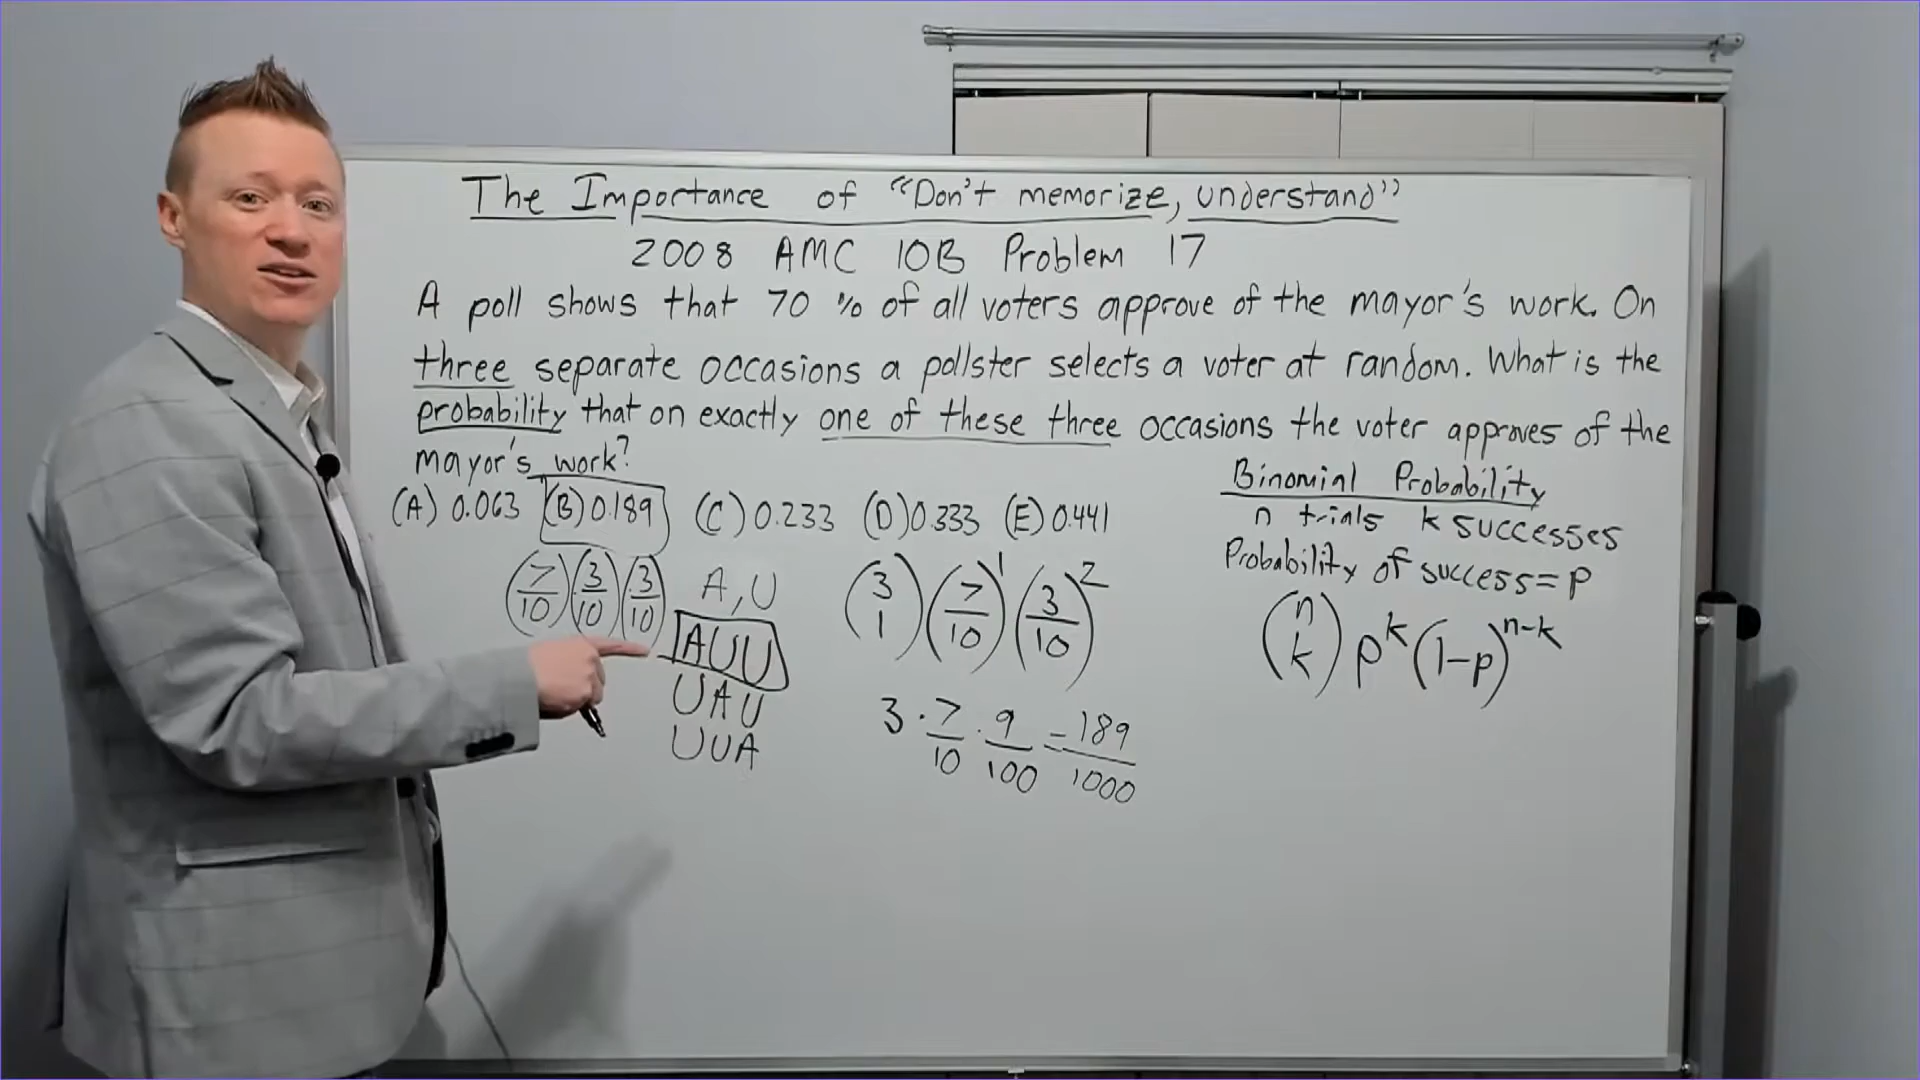 The Importance of "Don't memorize, understand"
2008 AMC 10B Problem 17
A poll shows that 70 % of all voters approve of the mayor's work. On
three separate occasions a pollster selects a voter at random. What is the
probability that on exactly one of these three occasions the voter approves of the
mayor's work?
(A) 0.063 (B) 0.189 (C) 0.233 (D) 0.333 (E) 0.441
(7/10)(3/10)(3/10)
A, U
AUU
UAU
UUA
(3 1)(7/10)^1(3/10)^2
3 · 7/10 · 9/100 = 189/1000
Binomial Probability
n trials k successes
Probability of success = p
(n k) p^k (1-p)^n-k